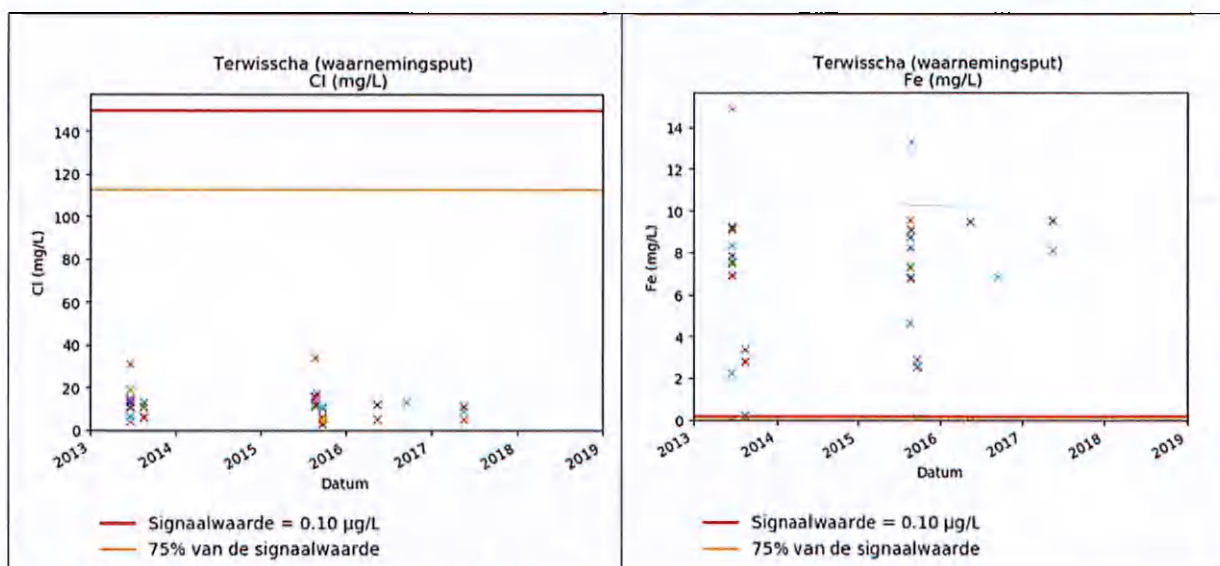 Terwisscha (waarnemingsput)
Cl (mg/L)
Cl (mg/L)
140
120
100
80
60
40
20
0
2013
2014
2015
2016
2017
2018
2019
Datum
Signaalwaarde = 0.10 µg/L
75% van de signaalwaarde
Terwisscha (waarnemingsput)
Fe (mg/L)
Fe (mg/L)
14
12
10
8
6
4
2
0
2013
2014
2015
2016
2017
2018
2019
Datum
Signaalwaarde = 0.10 µg/L
75% van de signaalwaarde